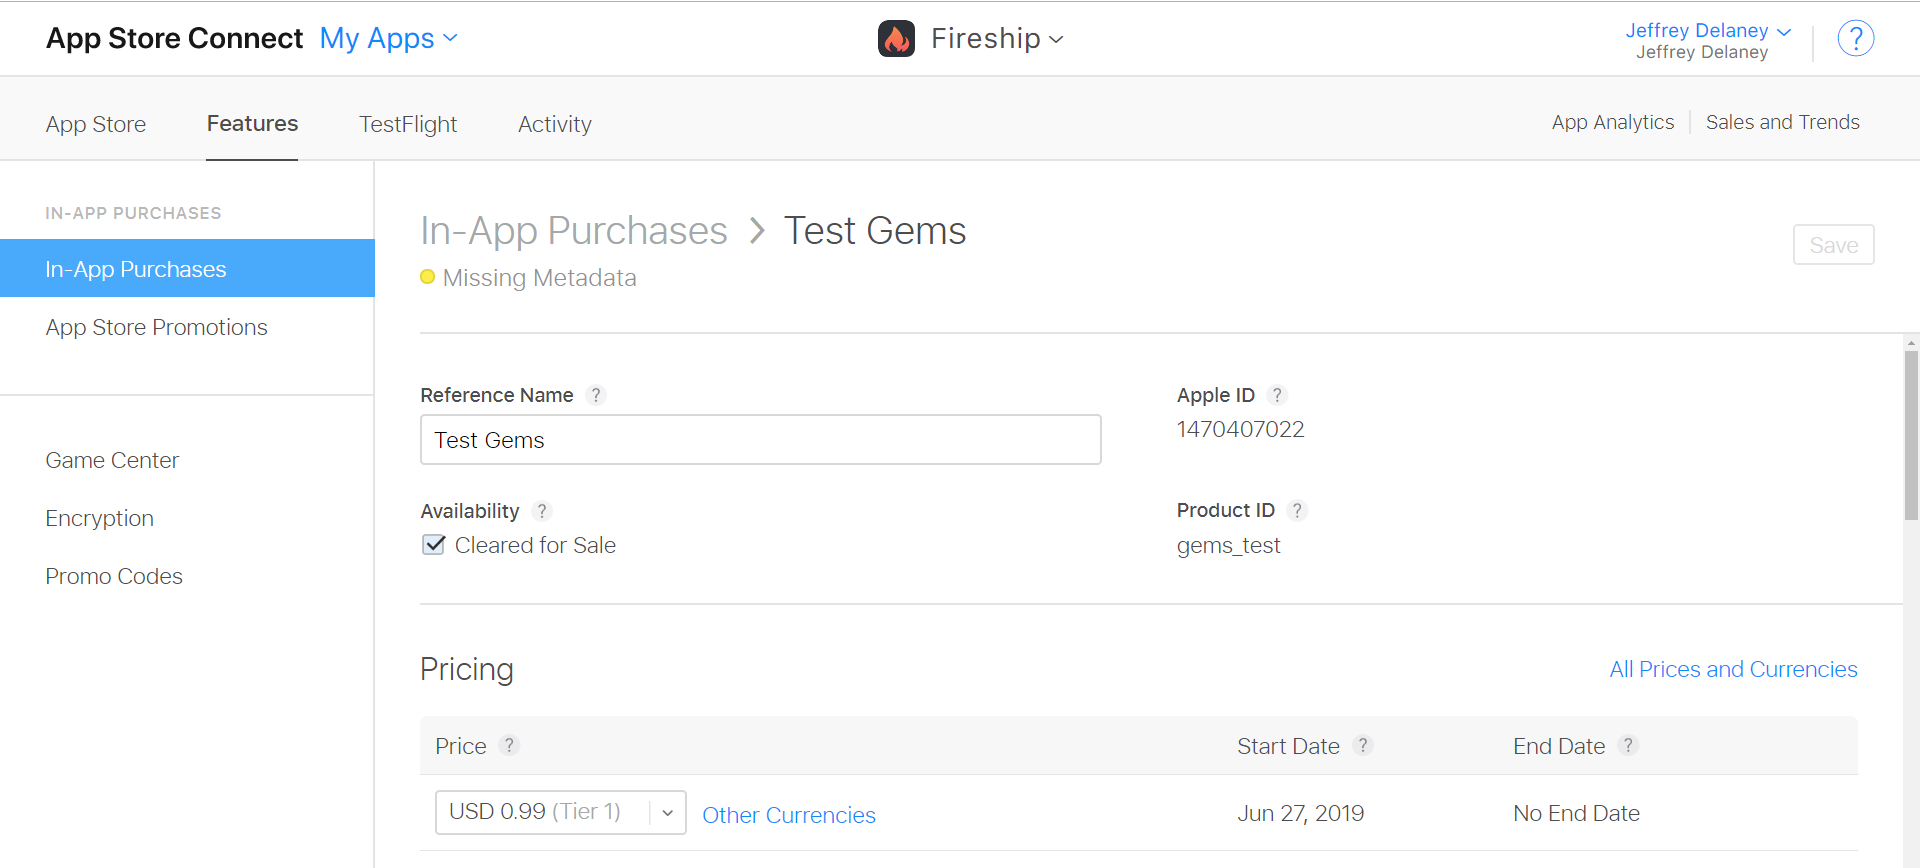 App Store Connect My Apps
Fireship
Jeffrey Delaney
Jeffrey Delaney
?
App Store Features TestFlight Activity
App Analytics Sales and Trends
IN-APP PURCHASES
In-App Purchases
App Store Promotions
Game Center
Encryption
Promo Codes
In-App Purchases > Test Gems
Missing Metadata
Save
Reference Name ?
Test Gems
Apple ID ?
1470407022
Availability ?
Cleared for Sale
Product ID ?
gems_test
Pricing
All Prices and Currencies
Price ? Start Date ? End Date ?
USD 0.99 (Tier 1) Other Currencies Jun 27, 2019 No End Date